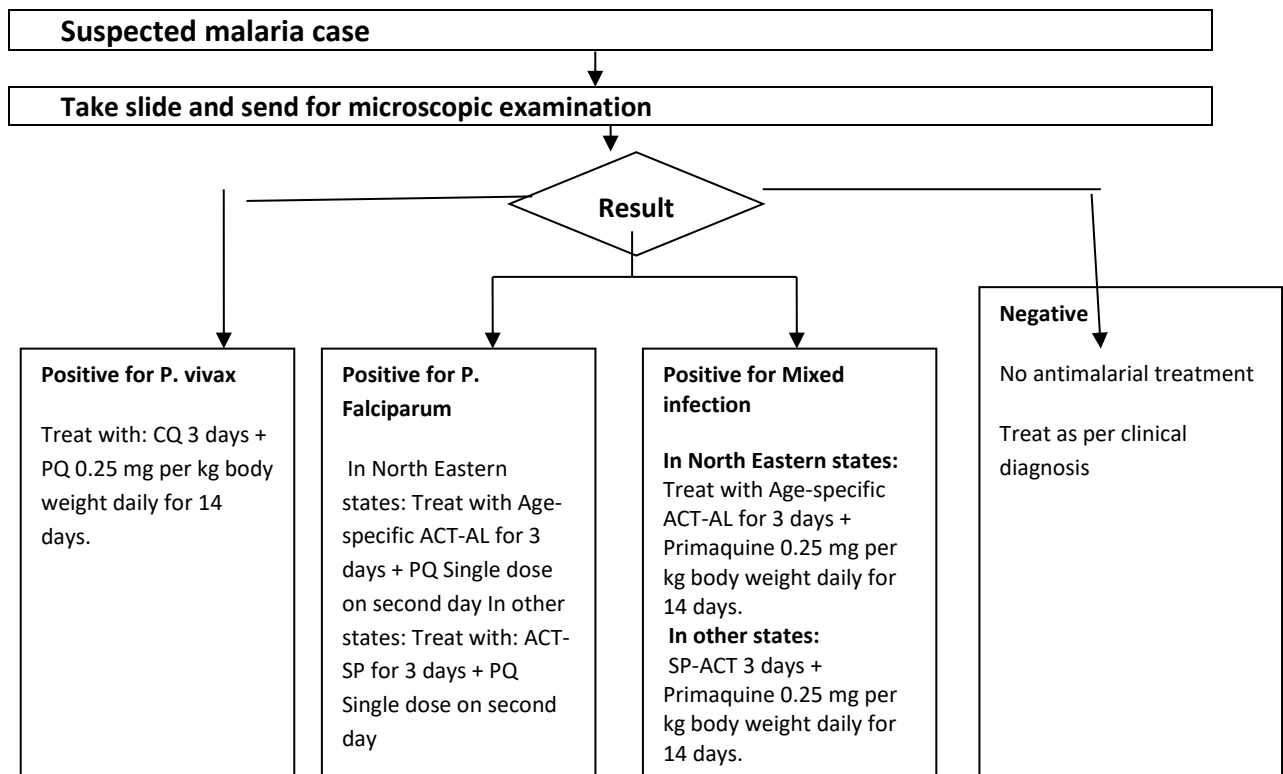 Suspected malaria case
Take slide and send for microscopic examination
Result
Positive for P. vivax
Treat with: CQ 3 days +
PQ 0.25 mg per kg body
weight daily for 14
days.
Positive for P.
Falciparum
In North Eastern
states: Treat with Age-
specific ACT-AL for 3
days + PQ Single dose
on second day In other
states: Treat with: ACT-
SP for 3 days + PQ
Single dose on second
day
Positive for Mixed
infection
In North Eastern states:
Treat with Age-specific
ACT-AL for 3 days +
Primaquine 0.25 mg per
kg body weight daily for
14 days.
In other states:
SP-ACT 3 days +
Primaquine 0.25 mg per
kg body weight daily for
14 days.
Negative
No antimalarial treatment
Treat as per clinical
diagnosis